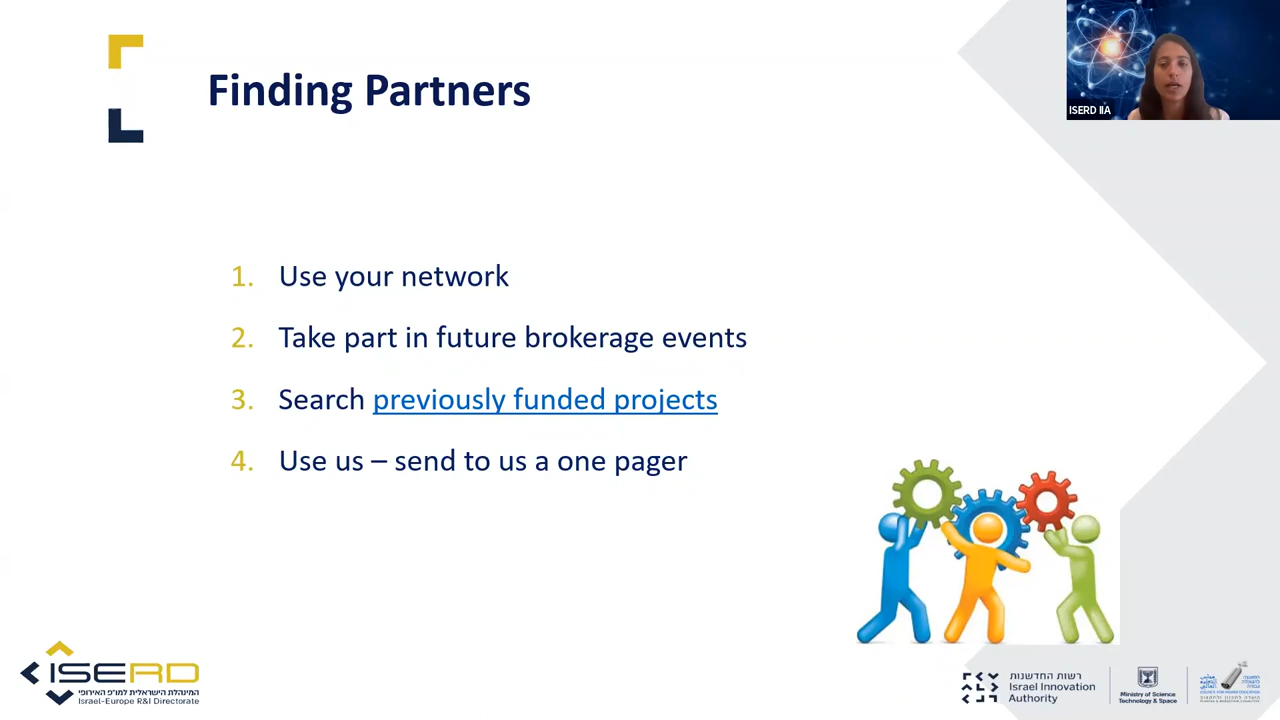 Finding Partners
ISERD IIA
1. Use your network
2. Take part in future brokerage events
3. Search previously funded projects
4. Use us – send to us a one pager
ISERD
המינהלת הישראלית למו״פ האירופי
Israel-Europe R&I Directorate
רשות החדשנות
Israel Innovation
Authority
Ministry of Science
Technology & Space